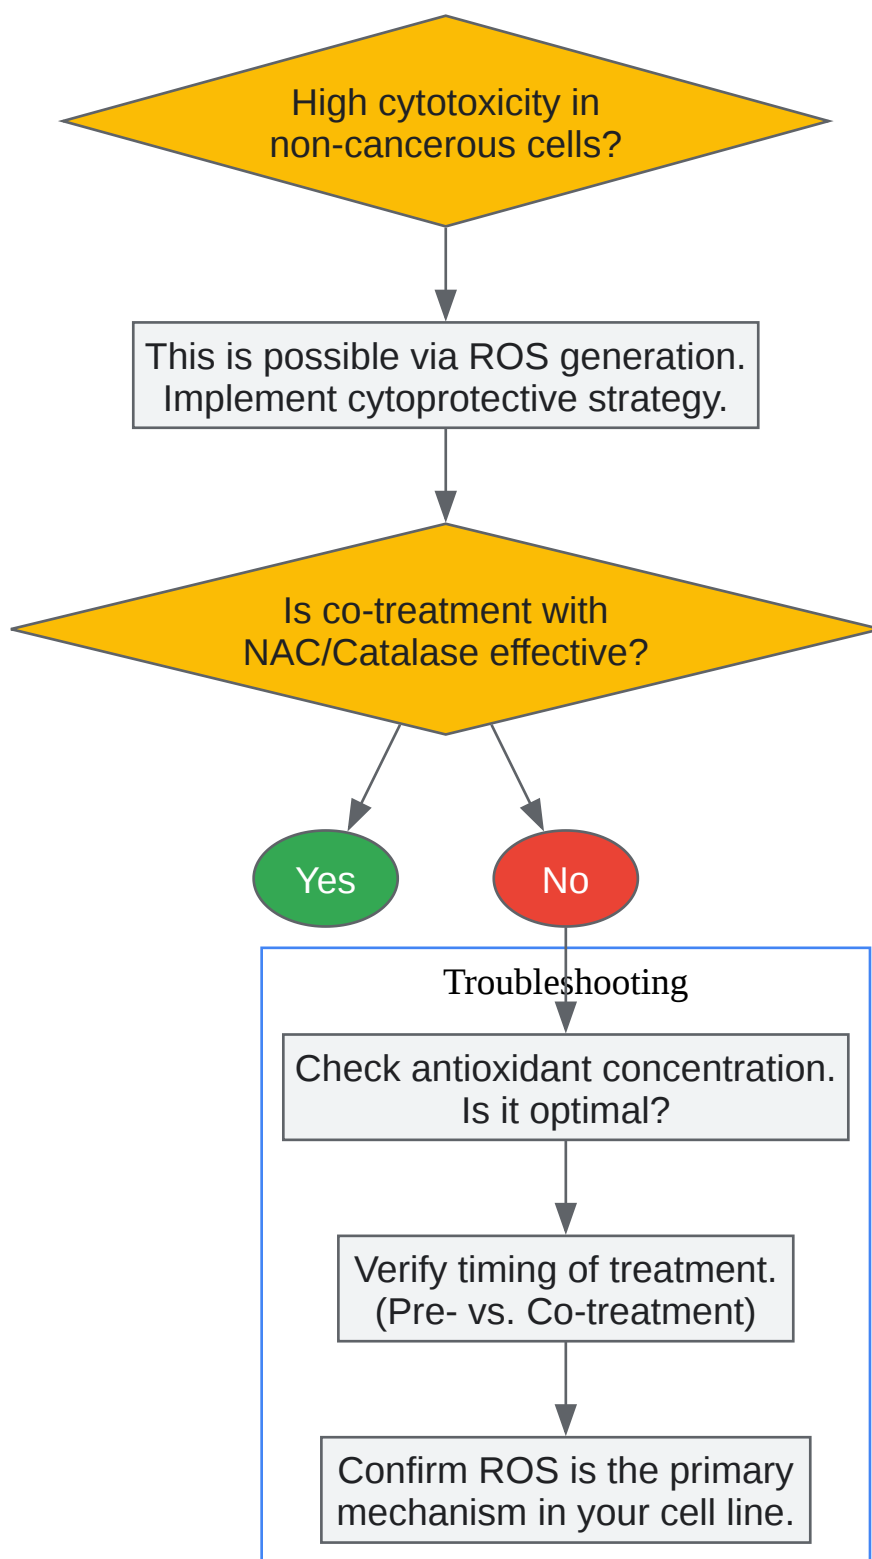 High cytotoxicity in
non-cancerous cells?
This is possible via ROS generation.
Implement cytoprotective strategy.
Is co-treatment with
NAC/Catalase effective?
Yes
No
Troubleshooting
Check antioxidant concentration.
Is it optimal?
Verify timing of treatment.
(Pre- vs. Co-treatment)
Confirm ROS is the primary
mechanism in your cell line.